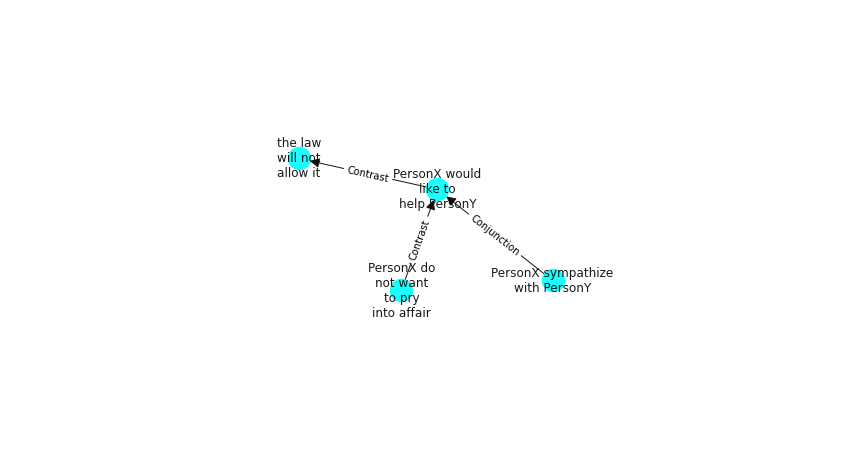 the law
will not
allow it
Contrast
PersonX would
like to
help PersonY
Contrast
Conjunction
PersonX do
not want
to pry
into affair
PersonX sympathize
with PersonY